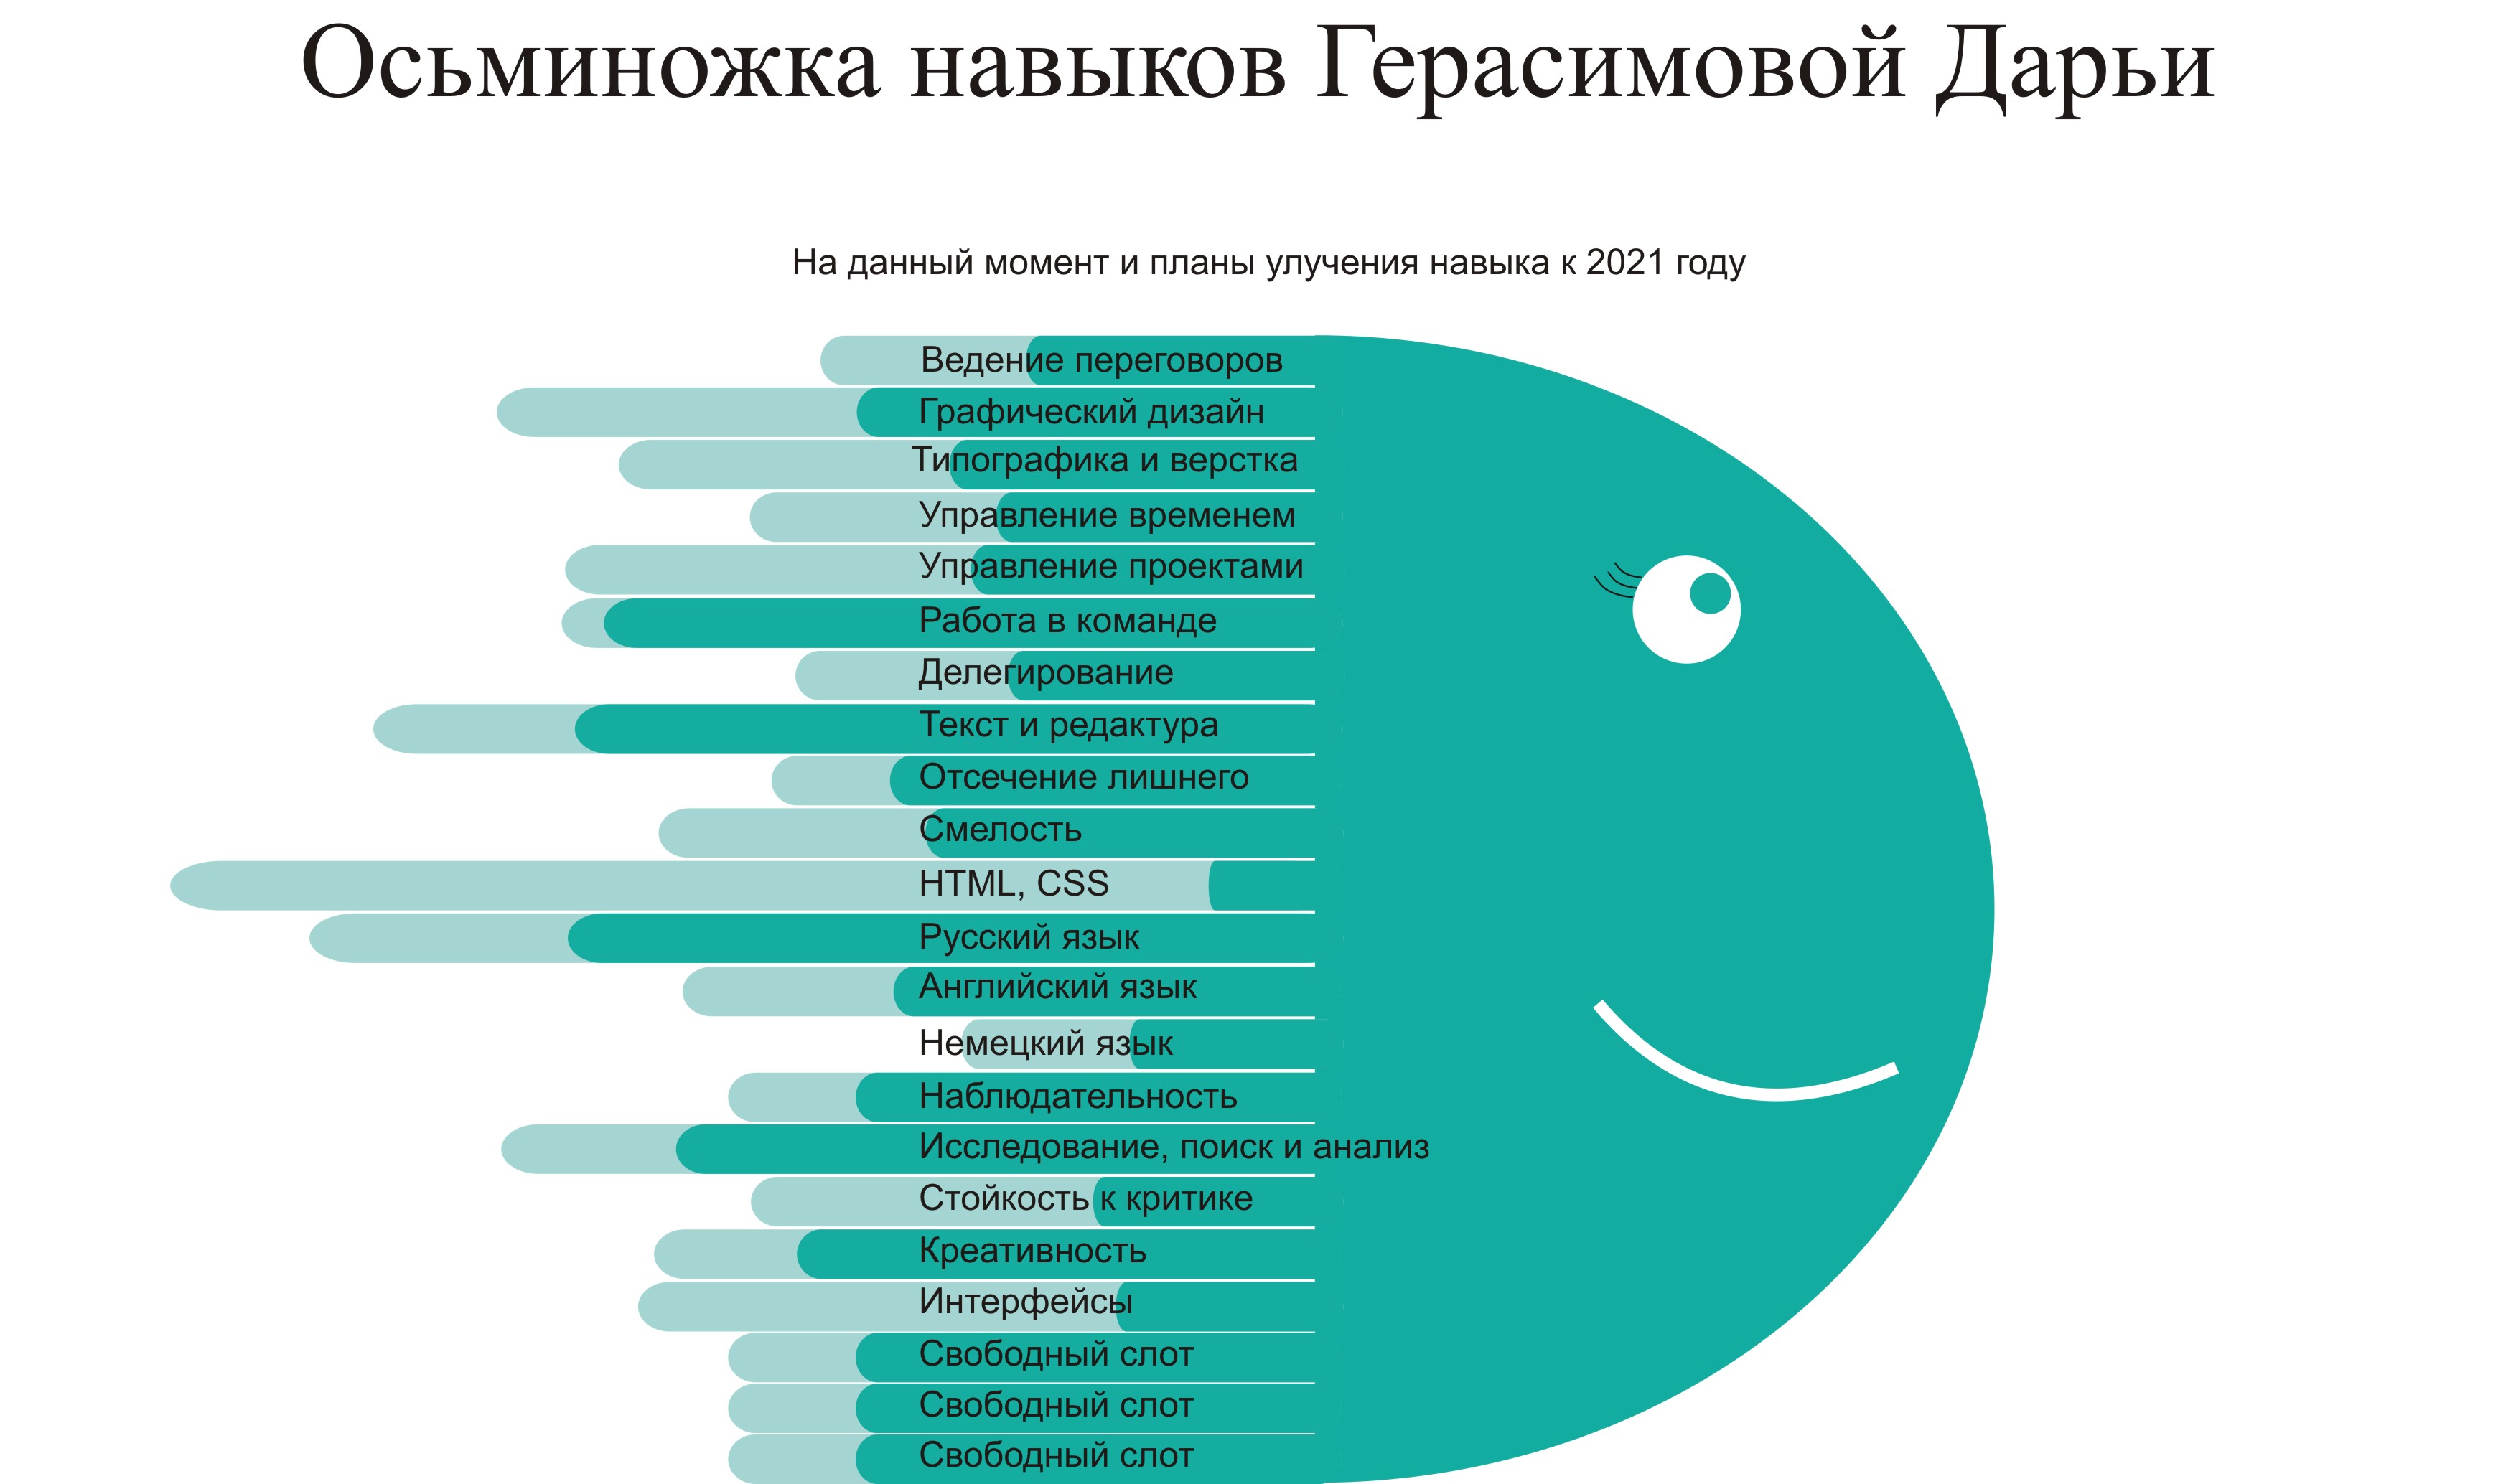 Осьминожка навыков Герасимовой Дарьи
На данный момент и планы улучения навыка к 2021 году
Ведение переговоров
Графический дизайн
Типографика и верстка
Управление временем
Управление проектами
Работа в команде
Делегирование
Текст и редактура
Отсечение лишнего
Смелость
HTML, CSS
Русский язык
Английский язык
Немецкий язык
Наблюдательность
Исследование, поиск и анализ
Стойкость к критике
Креативность
Интерфейсы
Свободный слот
Свободный слот
Свободный слот